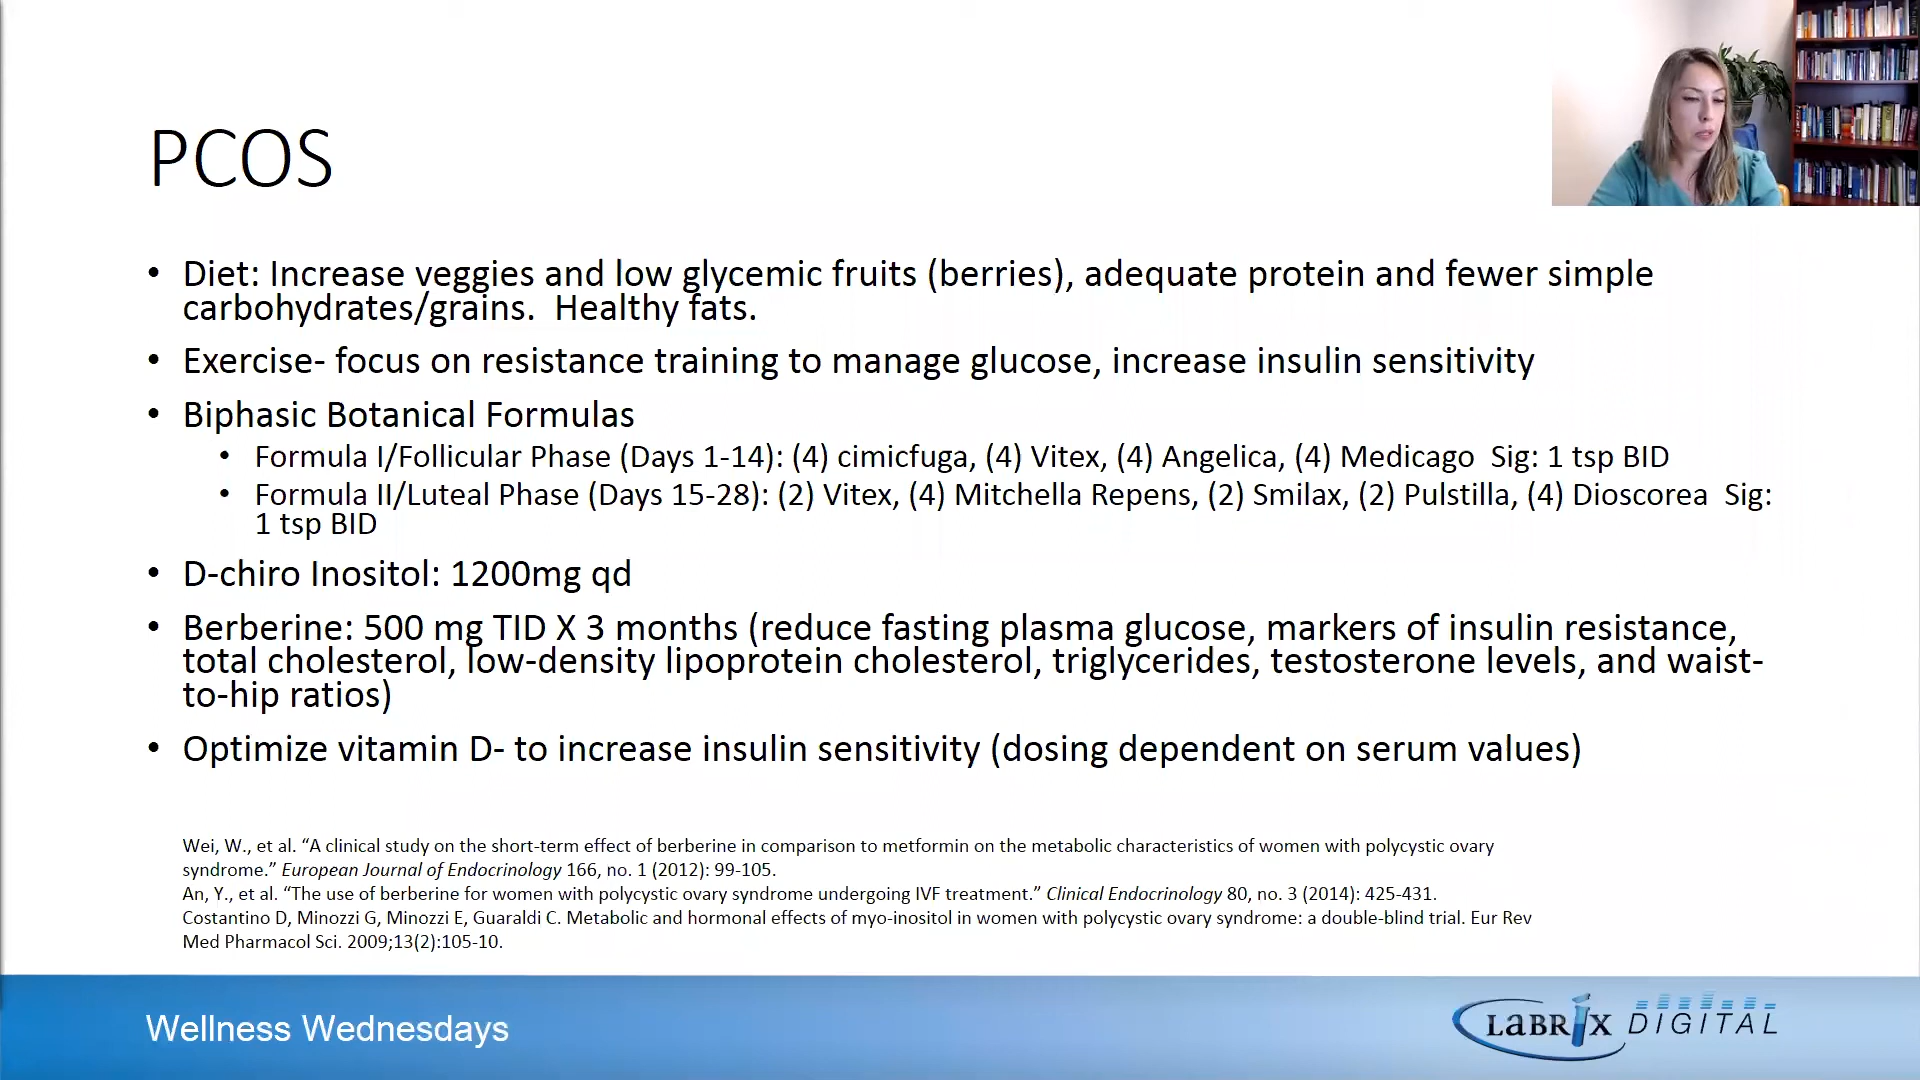 PCOS
• Diet: Increase veggies and low glycemic fruits (berries), adequate protein and fewer simple
carbohydrates/grains.  Healthy fats.
• Exercise- focus on resistance training to manage glucose, increase insulin sensitivity
• Biphasic Botanical Formulas
• Formula I/Follicular Phase (Days 1-14): (4) cimicfuga, (4) Vitex, (4) Angelica, (4) Medicago  Sig: 1 tsp BID
• Formula II/Luteal Phase (Days 15-28): (2) Vitex, (4) Mitchella Repens, (2) Smilax, (2) Pulstilla, (4) Dioscorea  Sig:
1 tsp BID
• D-chiro Inositol: 1200mg qd
• Berberine: 500 mg TID X 3 months (reduce fasting plasma glucose, markers of insulin resistance,
total cholesterol, low-density lipoprotein cholesterol, triglycerides, testosterone levels, and waist-
to-hip ratios)
• Optimize vitamin D- to increase insulin sensitivity (dosing dependent on serum values)
Wei, W., et al. “A clinical study on the short-term effect of berberine in comparison to metformin on the metabolic characteristics of women with polycystic ovary
syndrome.” European Journal of Endocrinology 166, no. 1 (2012): 99-105.
An, Y., et al. “The use of berberine for women with polycystic ovary syndrome undergoing IVF treatment.” Clinical Endocrinology 80, no. 3 (2014): 425-431.
Costantino D, Minozzi G, Minozzi E, Guaraldi C. Metabolic and hormonal effects of myo-inositol in women with polycystic ovary syndrome: a double-blind trial. Eur Rev
Med Pharmacol Sci. 2009;13(2):105-10.
Wellness Wednesdays
LABRIX DIGITAL